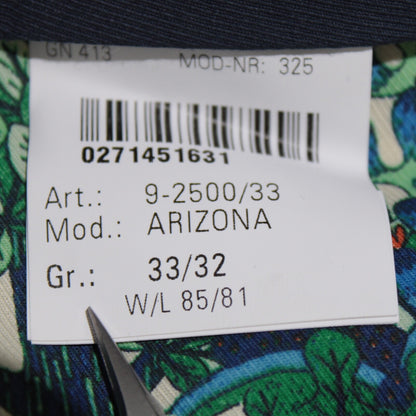 GN 413
MOD-NR: 325
0271451631
Art.: 9-2500/33
Mod.: ARIZONA
Gr.: 33/32
W/L 85/81